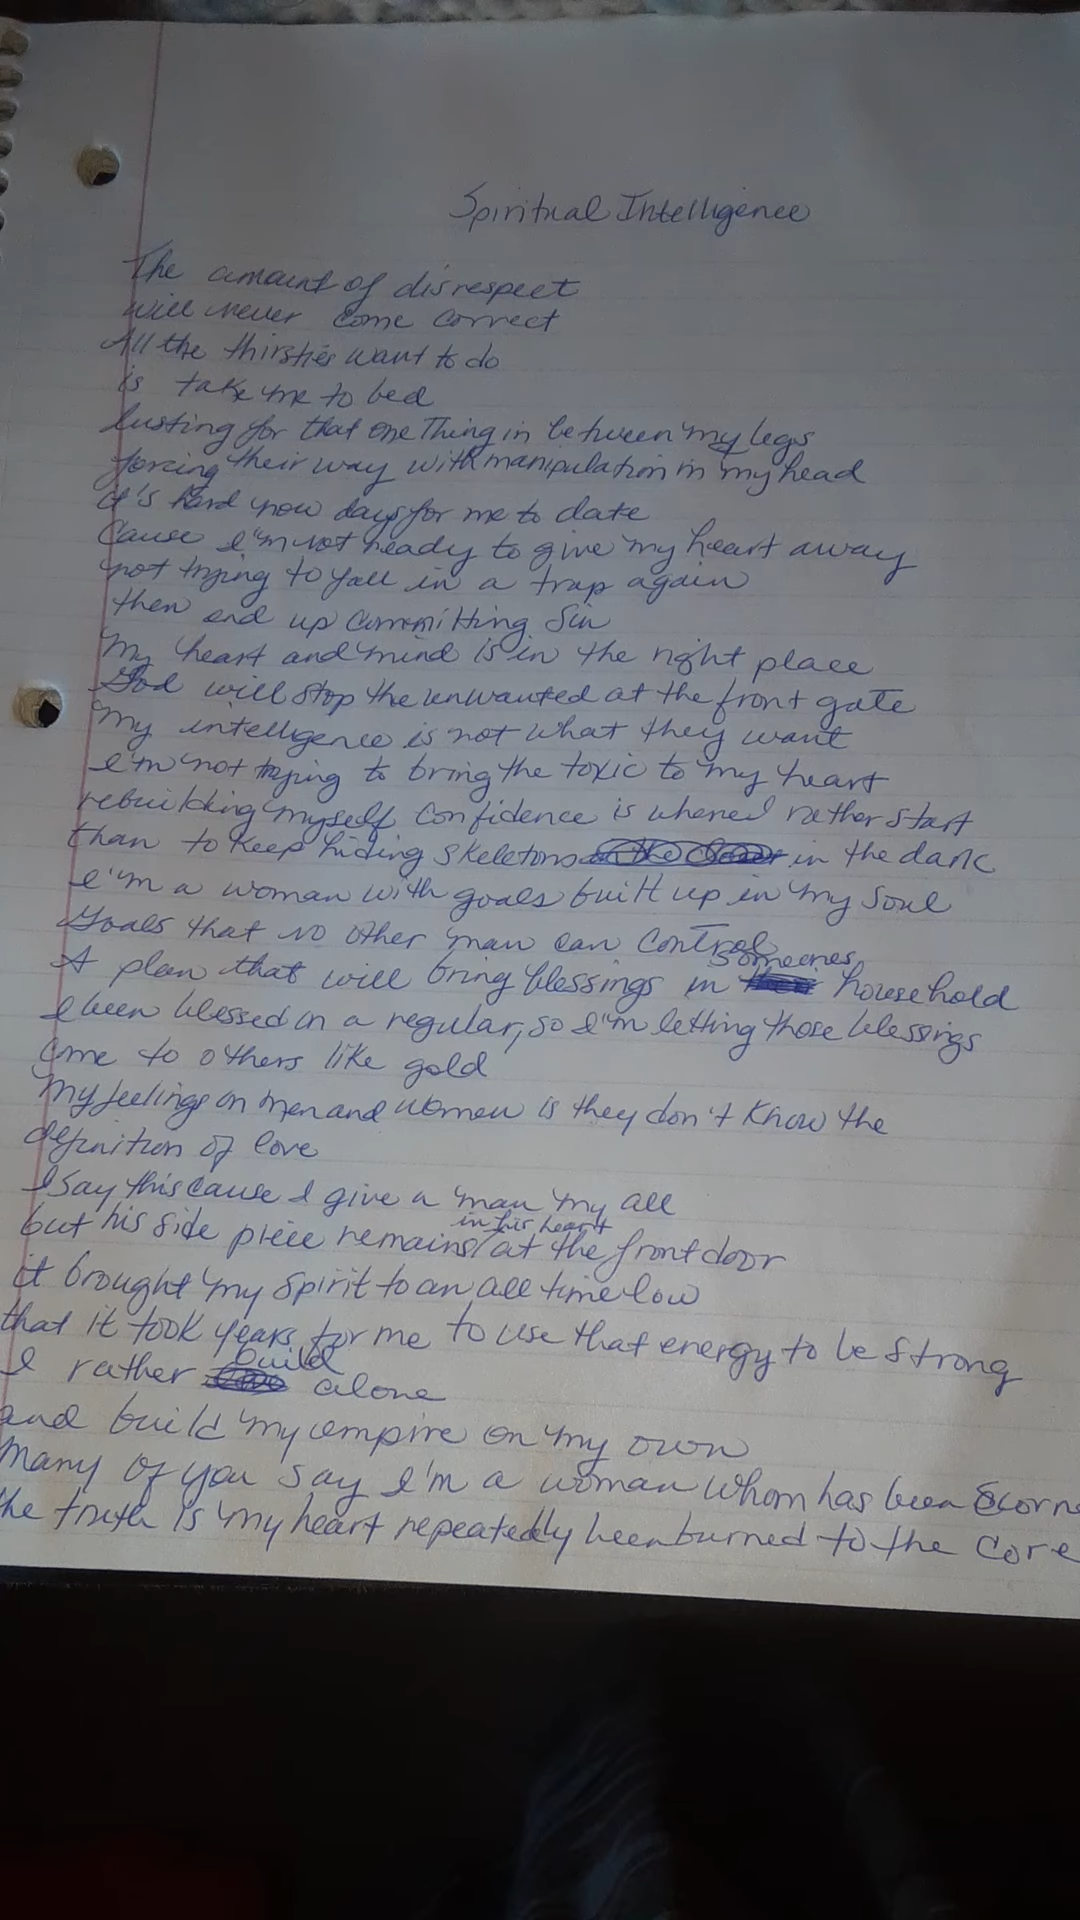 Spiritual Intelligence
The amount of disrespect
will never come correct
All the thirsties want to do
is take me to bed
lusting for that one Thing in between my legs
forcing their way with manipulation in my head
it's hard now days for me to date
Cause I'm not ready to give my heart away
not trying to fall in a trap again
then end up committing Sin
My heart and mind is in the right place
God will stop the unwanted at the front gate
My intelligence is not what they want
I'm not trying to bring the toxic to my heart
rebuilding myself confidence is where I rather start
than to keep hiding skeletons in the dark
I'm a woman with goals built up in my Soul
Goals that no other man can control
A plan that will bring blessings in someones household
I been blessed on a regular, so I'm letting those blessings
come to others like gold
My feelings on men and women is they don't know the
definition of love
I say this cause I give a man my all
but his side piece remains in his heart at the front door
it brought my spirit to an all time low
that it took years for me to use that energy to be strong
I rather build alone
and build my empire on my own
Many of you say I'm a woman whom has been Scorn
the truth is my heart repeatedly been burned to the core